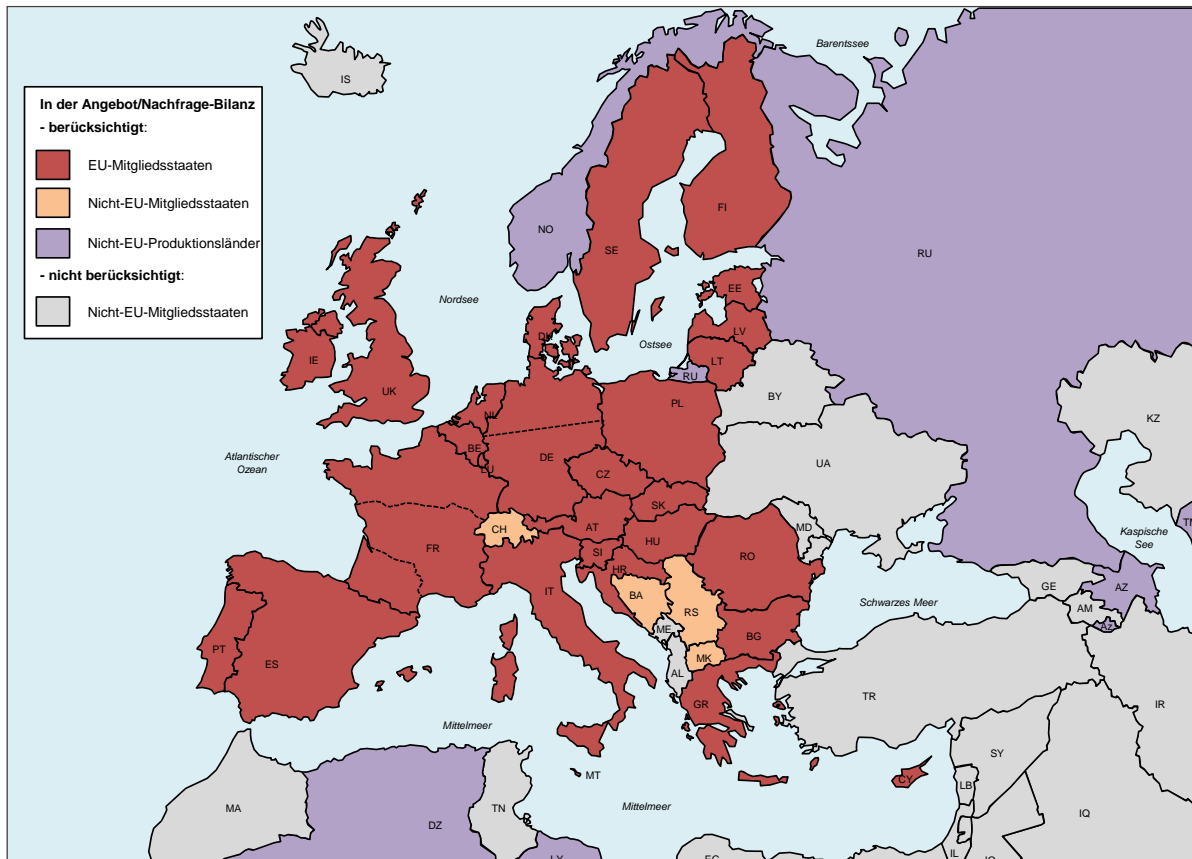 Barentssee
IS
In der Angebot/Nachfrage-Bilanz
- berücksichtigt:
EU-Mitgliedsstaaten
Nicht-EU-Mitgliedsstaaten
Nicht-EU-Produktionsländer
- nicht berücksichtigt:
Nicht-EU-Mitgliedsstaaten
FI
NO
SE
RU
Nordsee
EE
DK
Ostsee
LV
IE
LT
RU
UK
PL
BY
NL
KZ
BE
Atlantischer
Ozean
DE
LU
CZ
UA
SK
CH
AT
MD
TM
Kaspische
See
HU
FR
SI
RO
HR
IT
BA
GE
AZ
RS
Schwarzes Meer
AM
AZ
ME
BG
PT
ES
MK
AL
TR
GR
IR
Mittelmeer
SY
MT
CY
LB
MA
TN
Mittelmeer
IQ
DZ
LY
EG
IL
JO